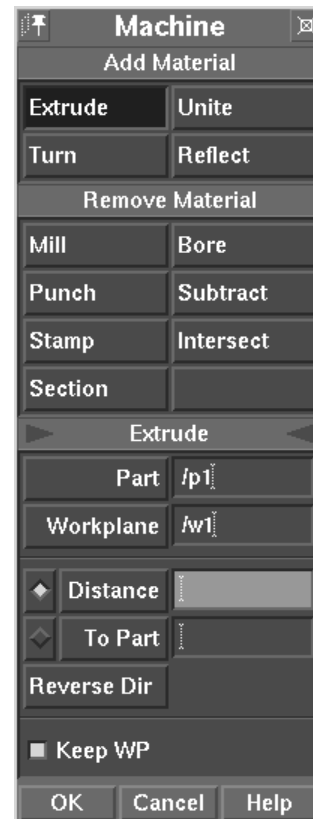 Machine
Add Material
Extrude Unite
Turn Reflect
Remove Material
Mill Bore
Punch Subtract
Stamp Intersect
Section
Extrude
Part /p1
Workplane /w1
Distance
To Part
Reverse Dir
Keep WP
OK Cancel Help